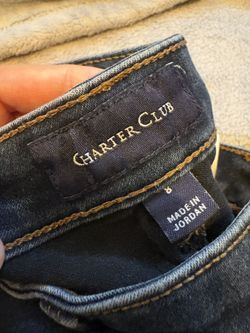 CHARTER CLUB
8
MADE IN
JORDAN